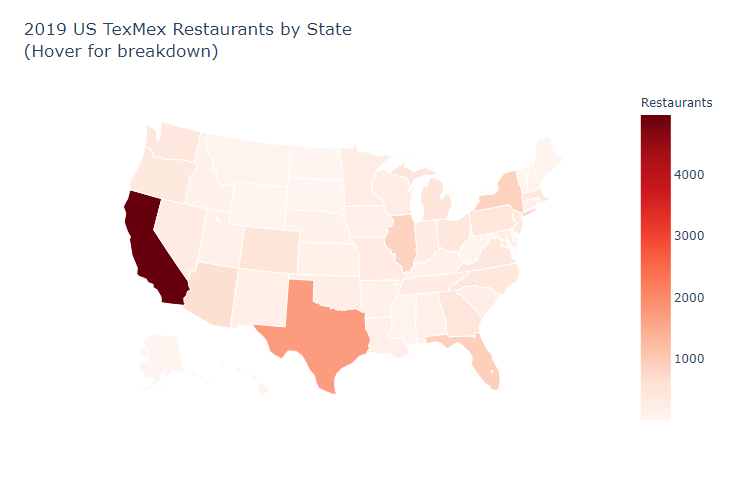 2019 US TexMex Restaurants by State
(Hover for breakdown)
Restaurants
4000
3000
2000
1000